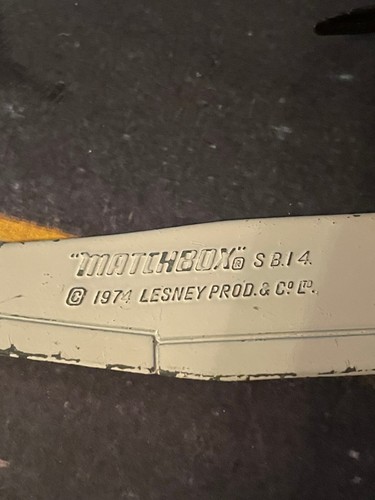 "MATCHBOX"® S B.14.
© 1974 LESNEY PROD. & Cº Lᵀᴰ.